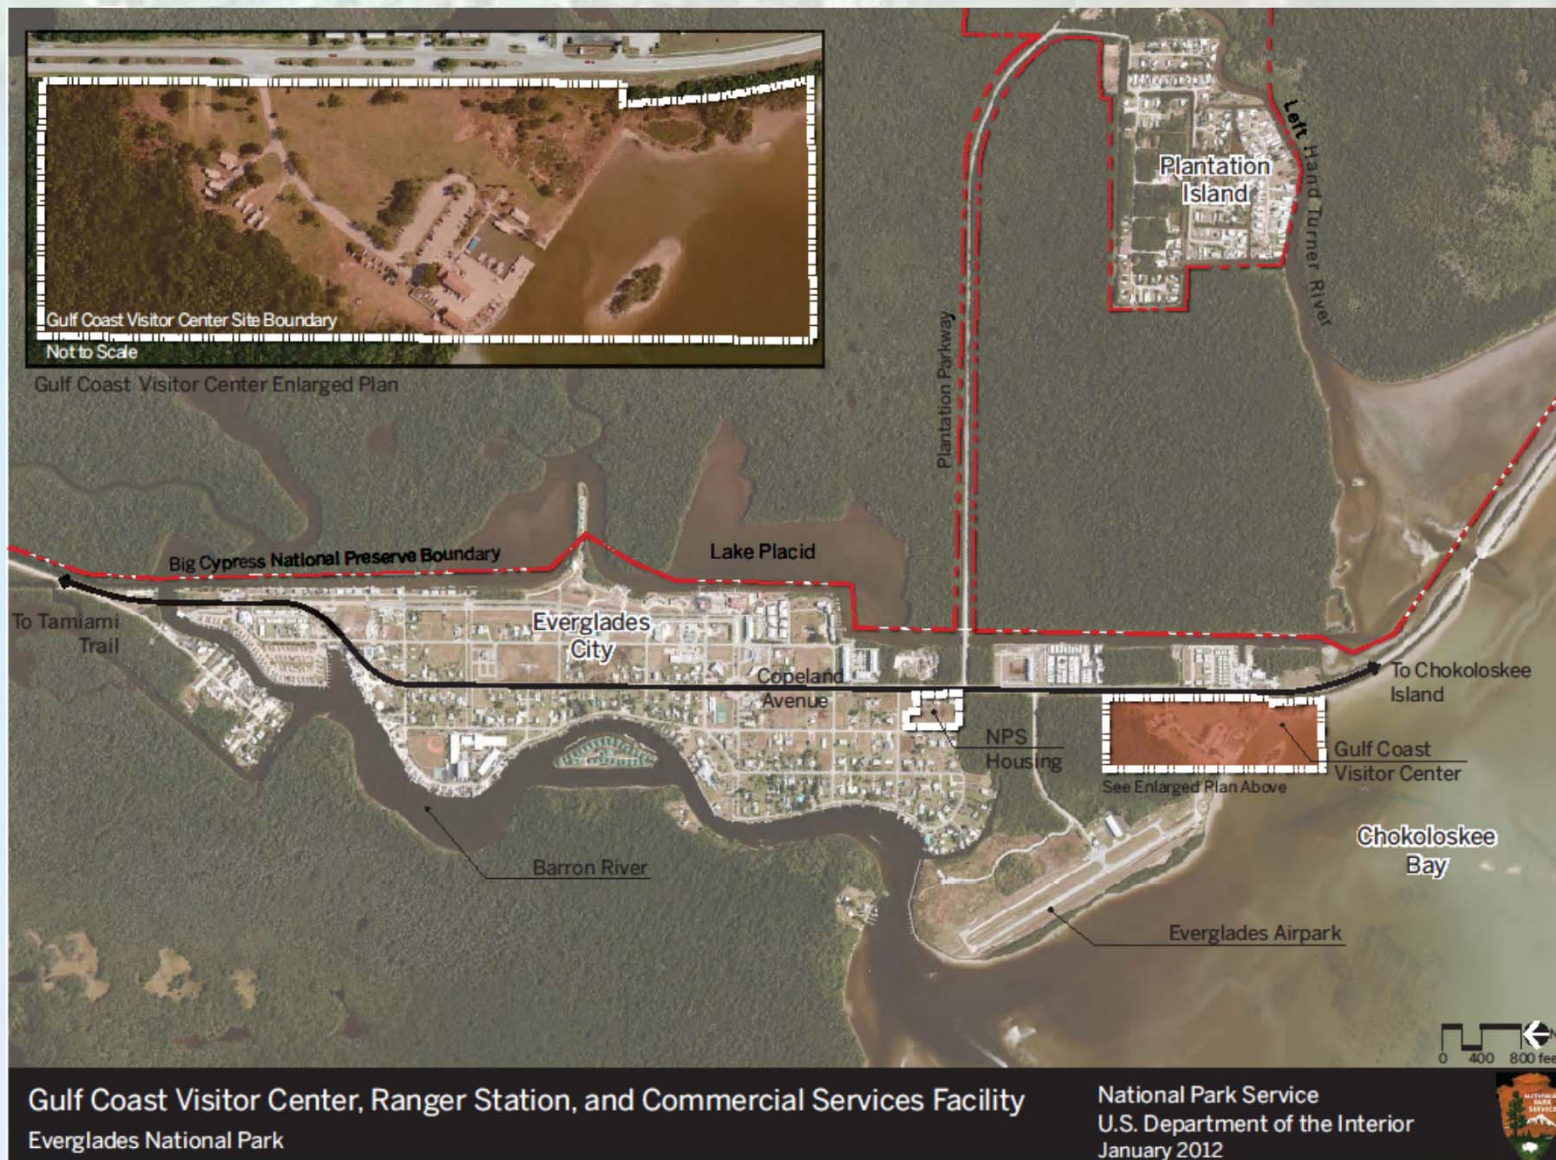 Gulf Coast Visitor Center Site Boundary
Not to Scale
Gulf Coast Visitor Center Enlarged Plan
Plantation
Island
Left Hand Turner River
Plantation Parkway
Big Cypress National Preserve Boundary
Lake Placid
To Tamiami
Trail
Everglades
City
Copeland
Avenue
To Chokoloskee
Island
NPS
Housing
Gulf Coast
Visitor Center
See Enlarged Plan Above
Chokoloskee
Bay
Barron River
Everglades Airpark
0 400 800 fee
Gulf Coast Visitor Center, Ranger Station, and Commercial Services Facility
Everglades National Park
National Park Service
U.S. Department of the Interior
January 2012
NATIONAL
PARK
SERVICE